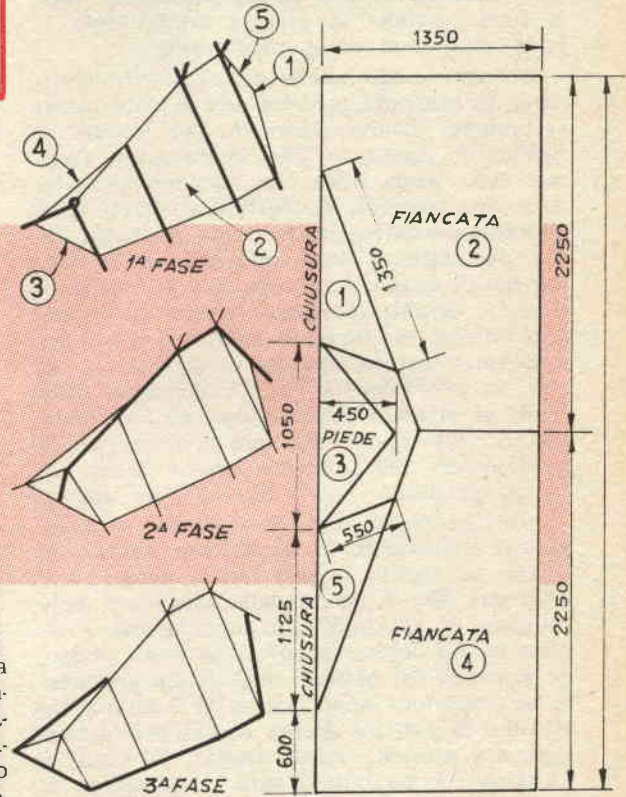 5
1
4
3
2
1ª FASE
2ª FASE
3ª FASE
1350
FIANCATA
2
CHIUSURA
1
1350
2250
1050
450
PIEDE
3
550
5
1125
CHIUSURA
FIANCATA
4
2250
600
a